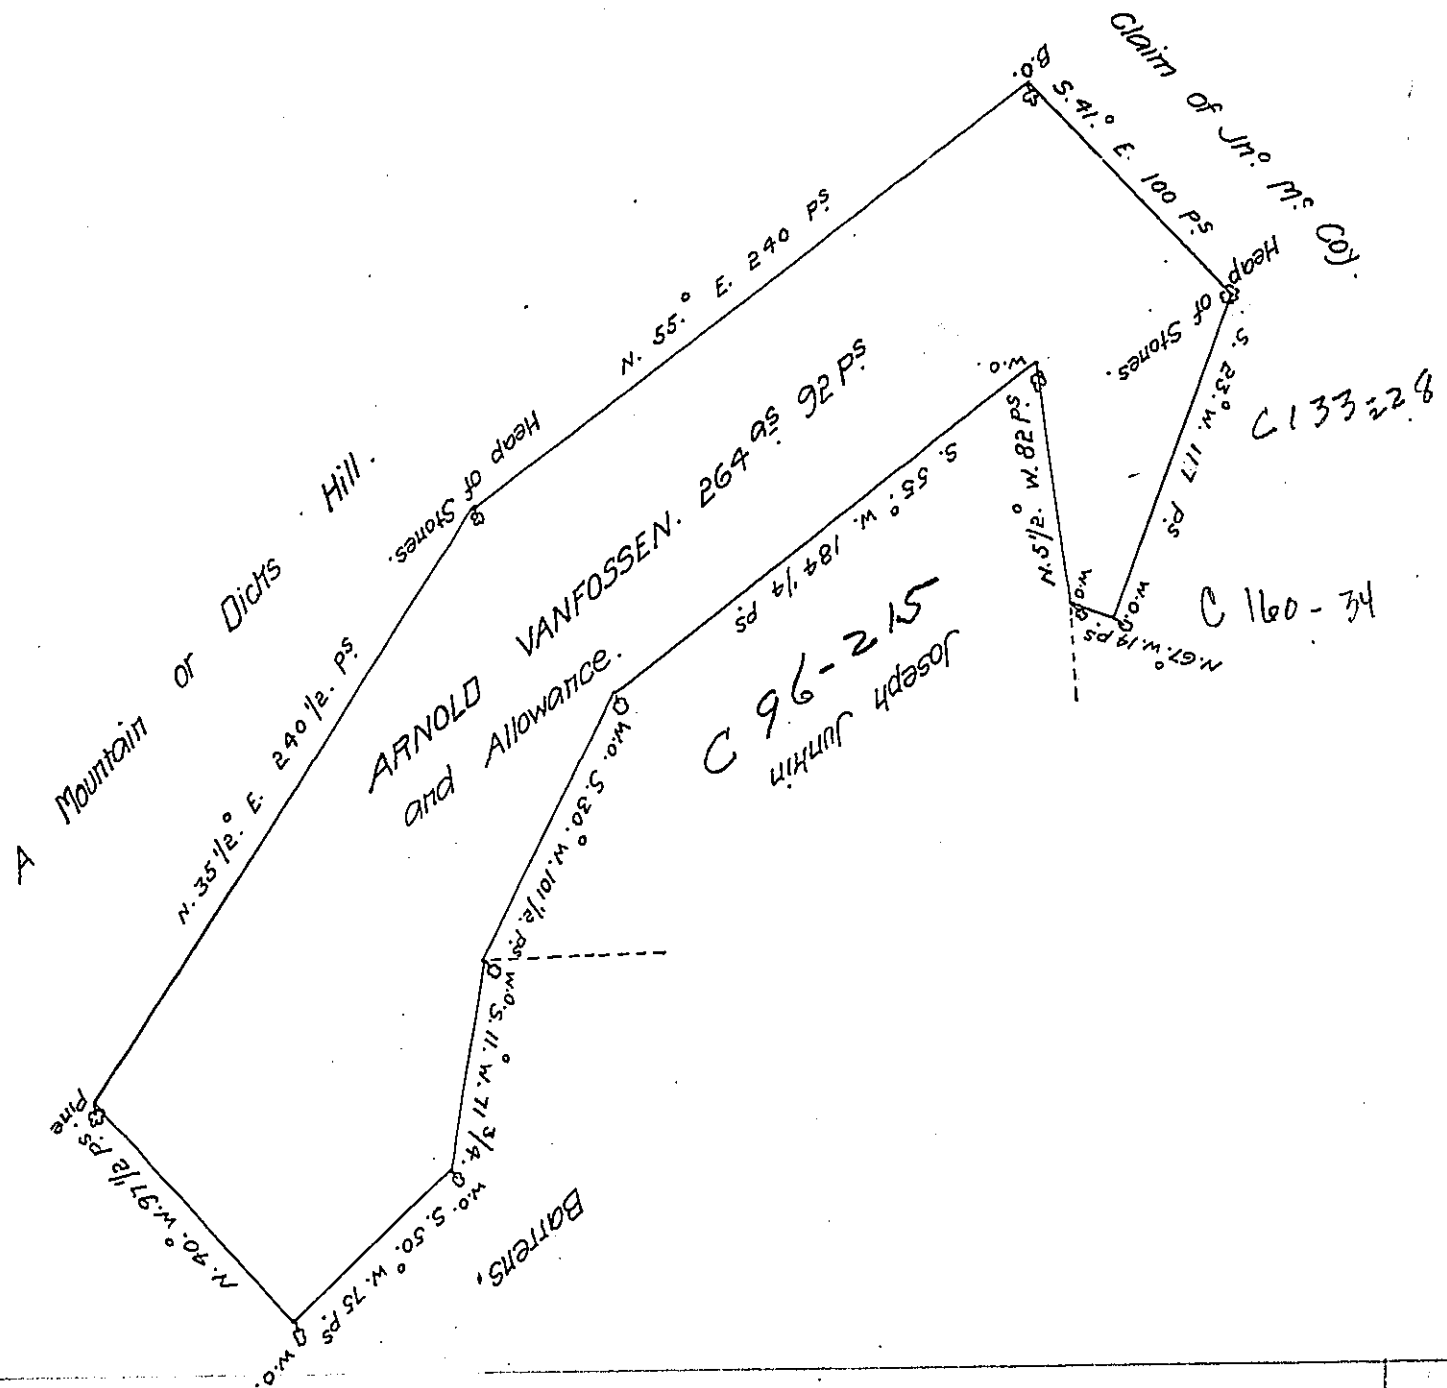 Claim of Jno. Mc. Coy.
B.O.
S. 41.° E. 100 Ps
N. 55.° E. 240 Ps
Heap
of Stones.
S. 23.° W. 117 Ps
C 133-228
W.O.
N. 5 1/2.° W. 82 Ps.
W.O.
N. 67.° W. 19 Ps
W.O.
C 160 - 34
Heap of
Stones.
A Mountain or Dicks Hill.
N. 35 1/2.° E. 240 1/2. Ps
ARNOLD VANFOSSEN. 264 as. 92 Ps
and Allowance.
S. 55.° W. 184 1/4 Ps
C 96-215
Joseph
Junkin
W.O. S. 30.° W. 101 1/2. Ps
W.O. S. 11.° W. 71 3/4.
W.O. S. 50.° W. 75 Ps
Pine
N. 40.° W. 97 1/2 Ps.
W.O.
Barrens.